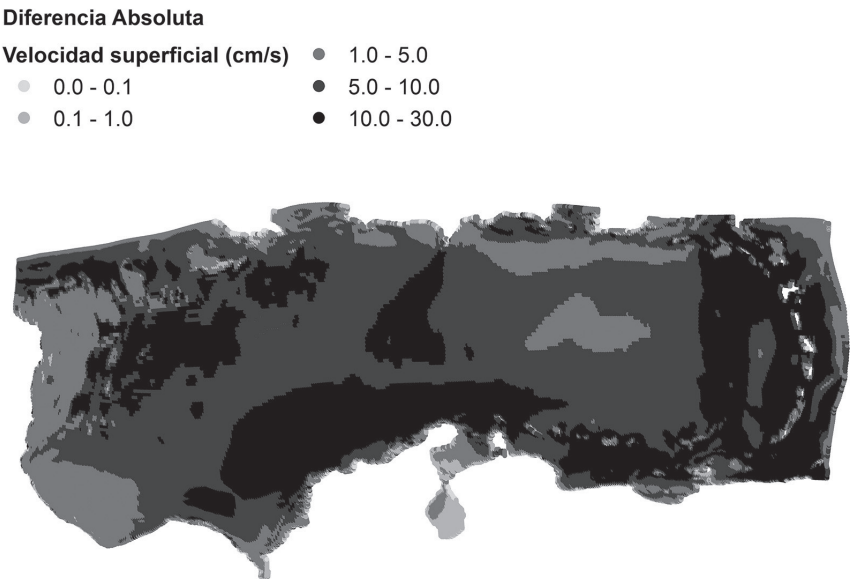 Diferencia Absoluta
Velocidad superficial (cm/s)
0.0 - 0.1
0.1 - 1.0
1.0 - 5.0
5.0 - 10.0
10.0 - 30.0